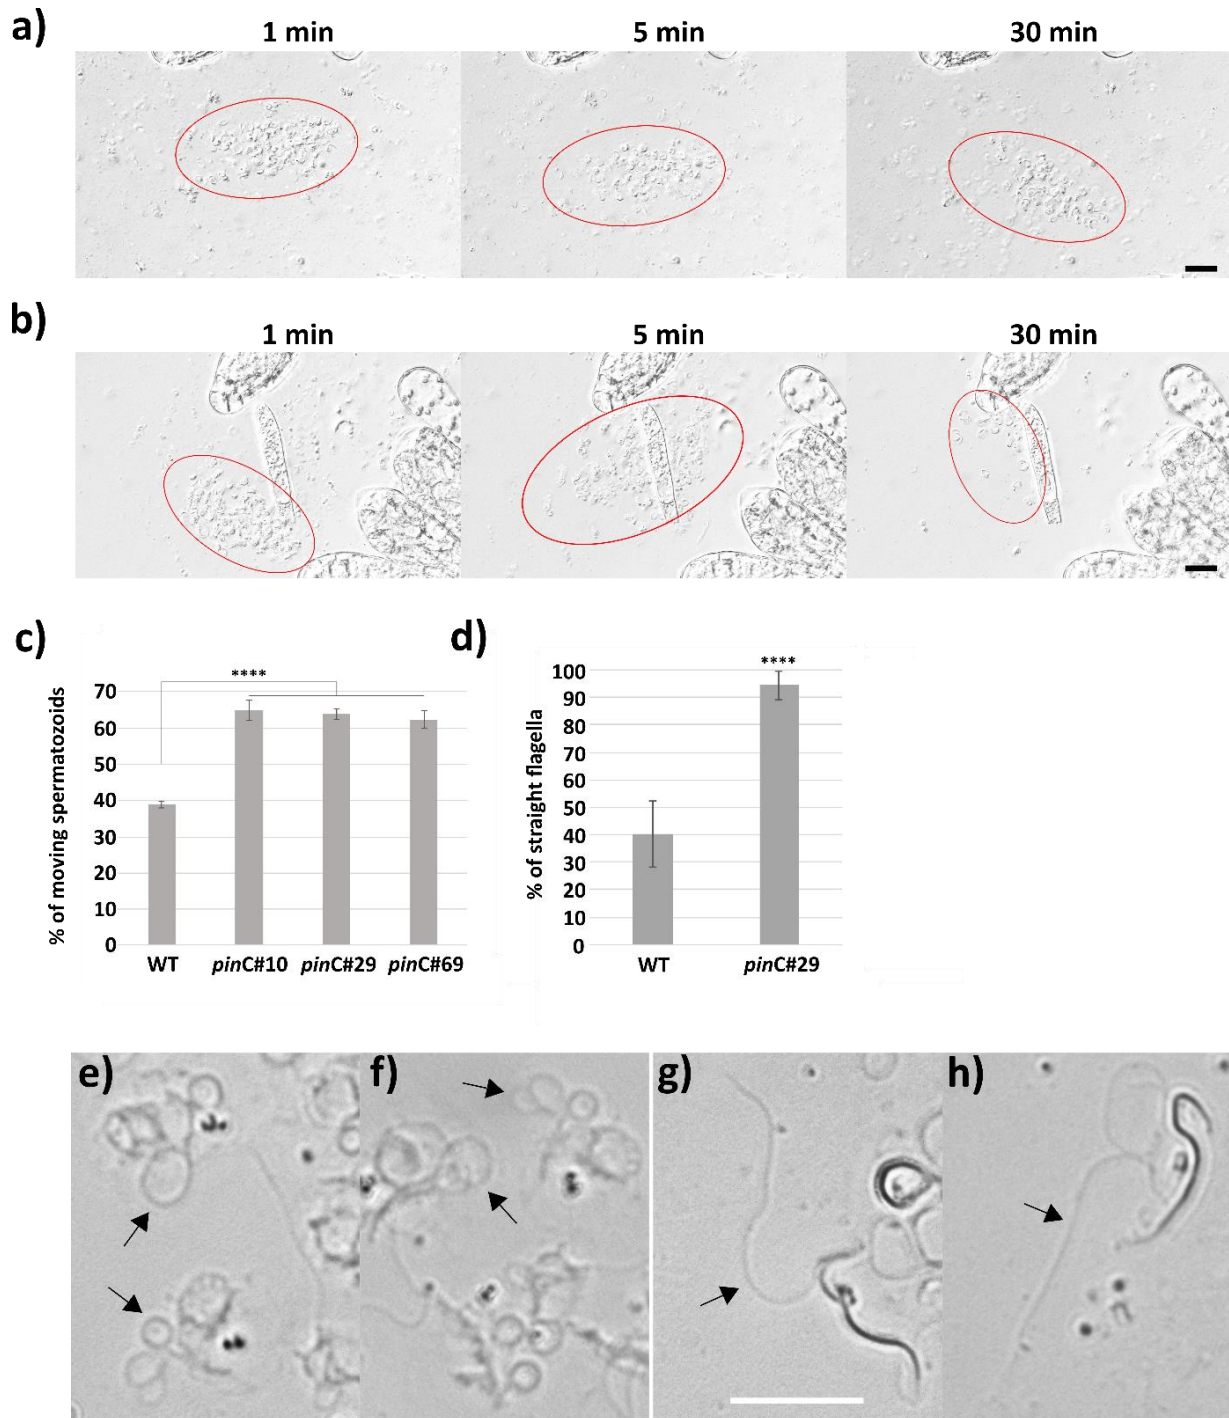 a)
1 min 5 min 30 min
b)
1 min 5 min 30 min
c)
% of moving spermatozoids
70
60
50
40
30
20
10
0
****
WT pinC#10 pinC#29 pinC#69
d)
% of straight flagella
100
90
80
70
60
50
40
30
20
10
0
****
WT pinC#29
e) f) g) h)